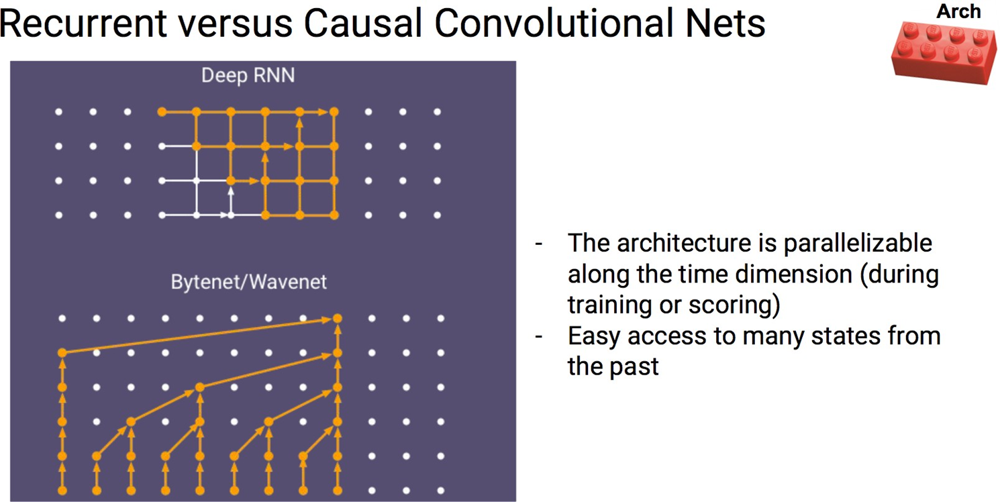 Recurrent versus Causal Convolutional Nets
Arch
Deep RNN
Bytenet/Wavenet
- The architecture is parallelizable
along the time dimension (during
training or scoring)
- Easy access to many states from
the past